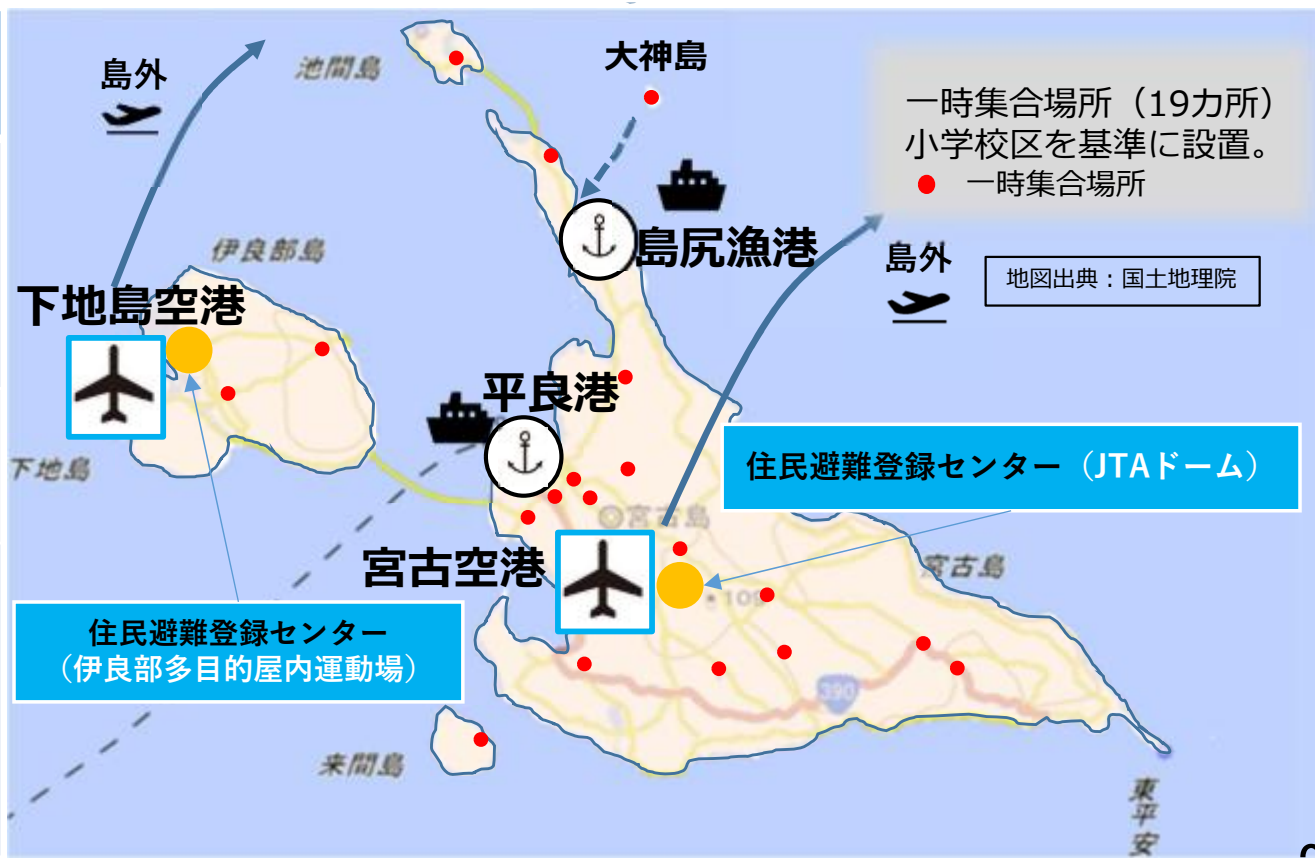 島外
池間島
大神島
一時集合場所（19カ所）
小学校区を基準に設置。
一時集合場所
島尻漁港
島外
地図出典：国土地理院
伊良部島
下地島空港
平良港
下地島
住民避難登録センター（JTAドーム）
宮古島
宮古空港
宮古島
109
住民避難登録センター
（伊良部多目的屋内運動場）
390
来間島
東平安